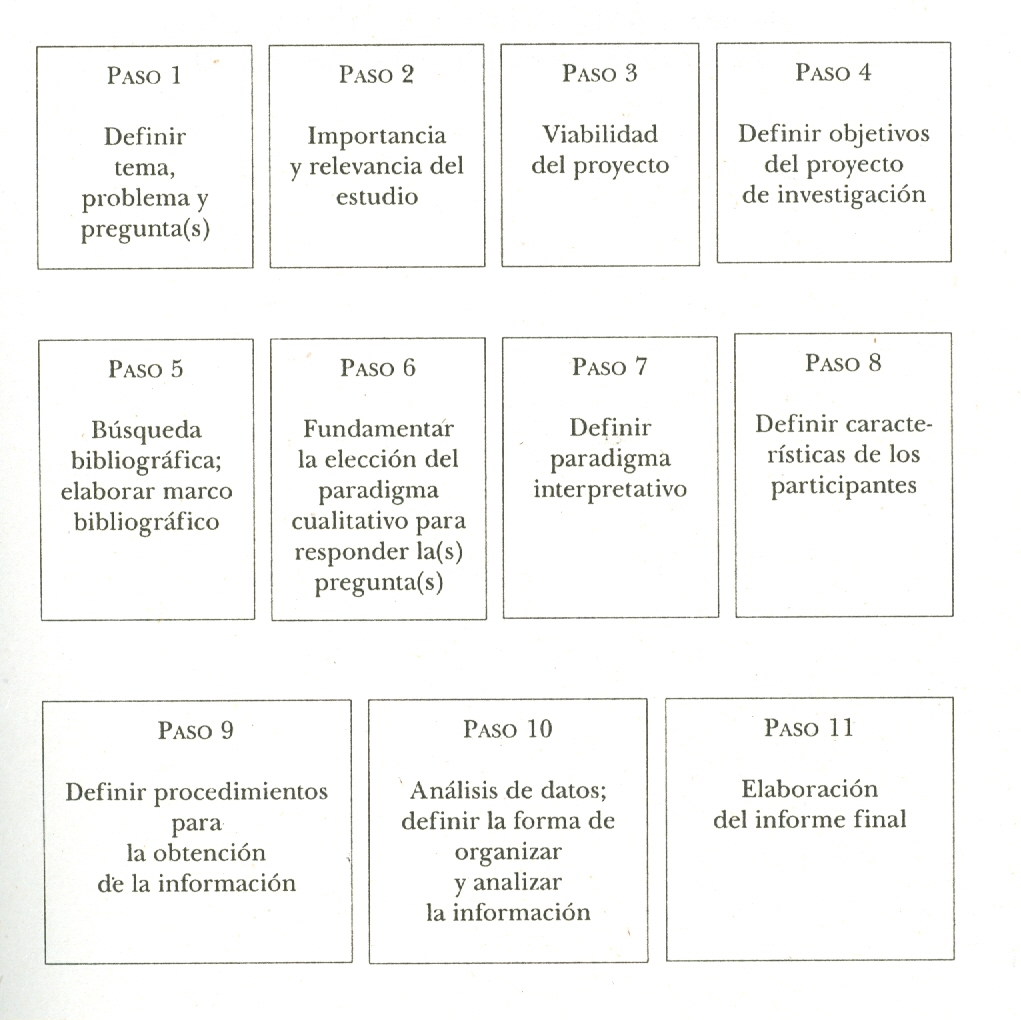 PASO 1
Definir
tema,
problema y
pregunta(s)
PASO 2
Importancia
y relevancia del
estudio
PASO 3
Viabilidad
del proyecto
PASO 4
Definir objetivos
del proyecto
de investigación
PASO 5
Búsqueda
bibliográfica;
elaborar marco
bibliográfico
PASO 6
Fundamentar
la elección del
paradigma
cualitativo para
responder la(s)
pregunta(s)
PASO 7
Definir
paradigma
interpretativo
PASO 8
Definir caracte-
rísticas de los
participantes
PASO 9
Definir procedimientos
para
la obtención
de la información
PASO 10
Análisis de datos;
definir la forma de
organizar
y analizar
la información
PASO 11
Elaboración
del informe final